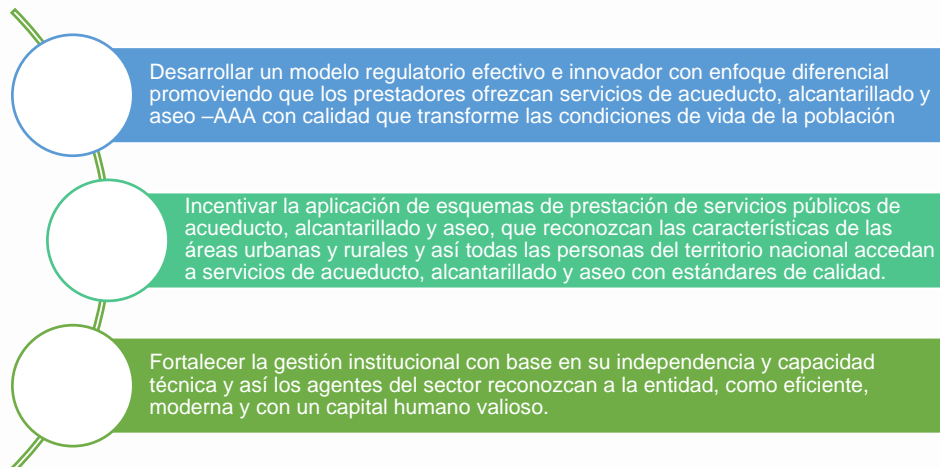 Desarrollar un modelo regulatorio efectivo e innovador con enfoque diferencial
promoviendo que los prestadores ofrezcan servicios de acueducto, alcantarillado y
aseo –AAA con calidad que transforme las condiciones de vida de la población
Incentivar la aplicación de esquemas de prestación de servicios públicos de
acueducto, alcantarillado y aseo, que reconozcan las características de las
áreas urbanas y rurales y así todas las personas del territorio nacional accedan
a servicios de acueducto, alcantarillado y aseo con estándares de calidad.
Fortalecer la gestión institucional con base en su independencia y capacidad
técnica y así los agentes del sector reconozcan a la entidad, como eficiente,
moderna y con un capital humano valioso.